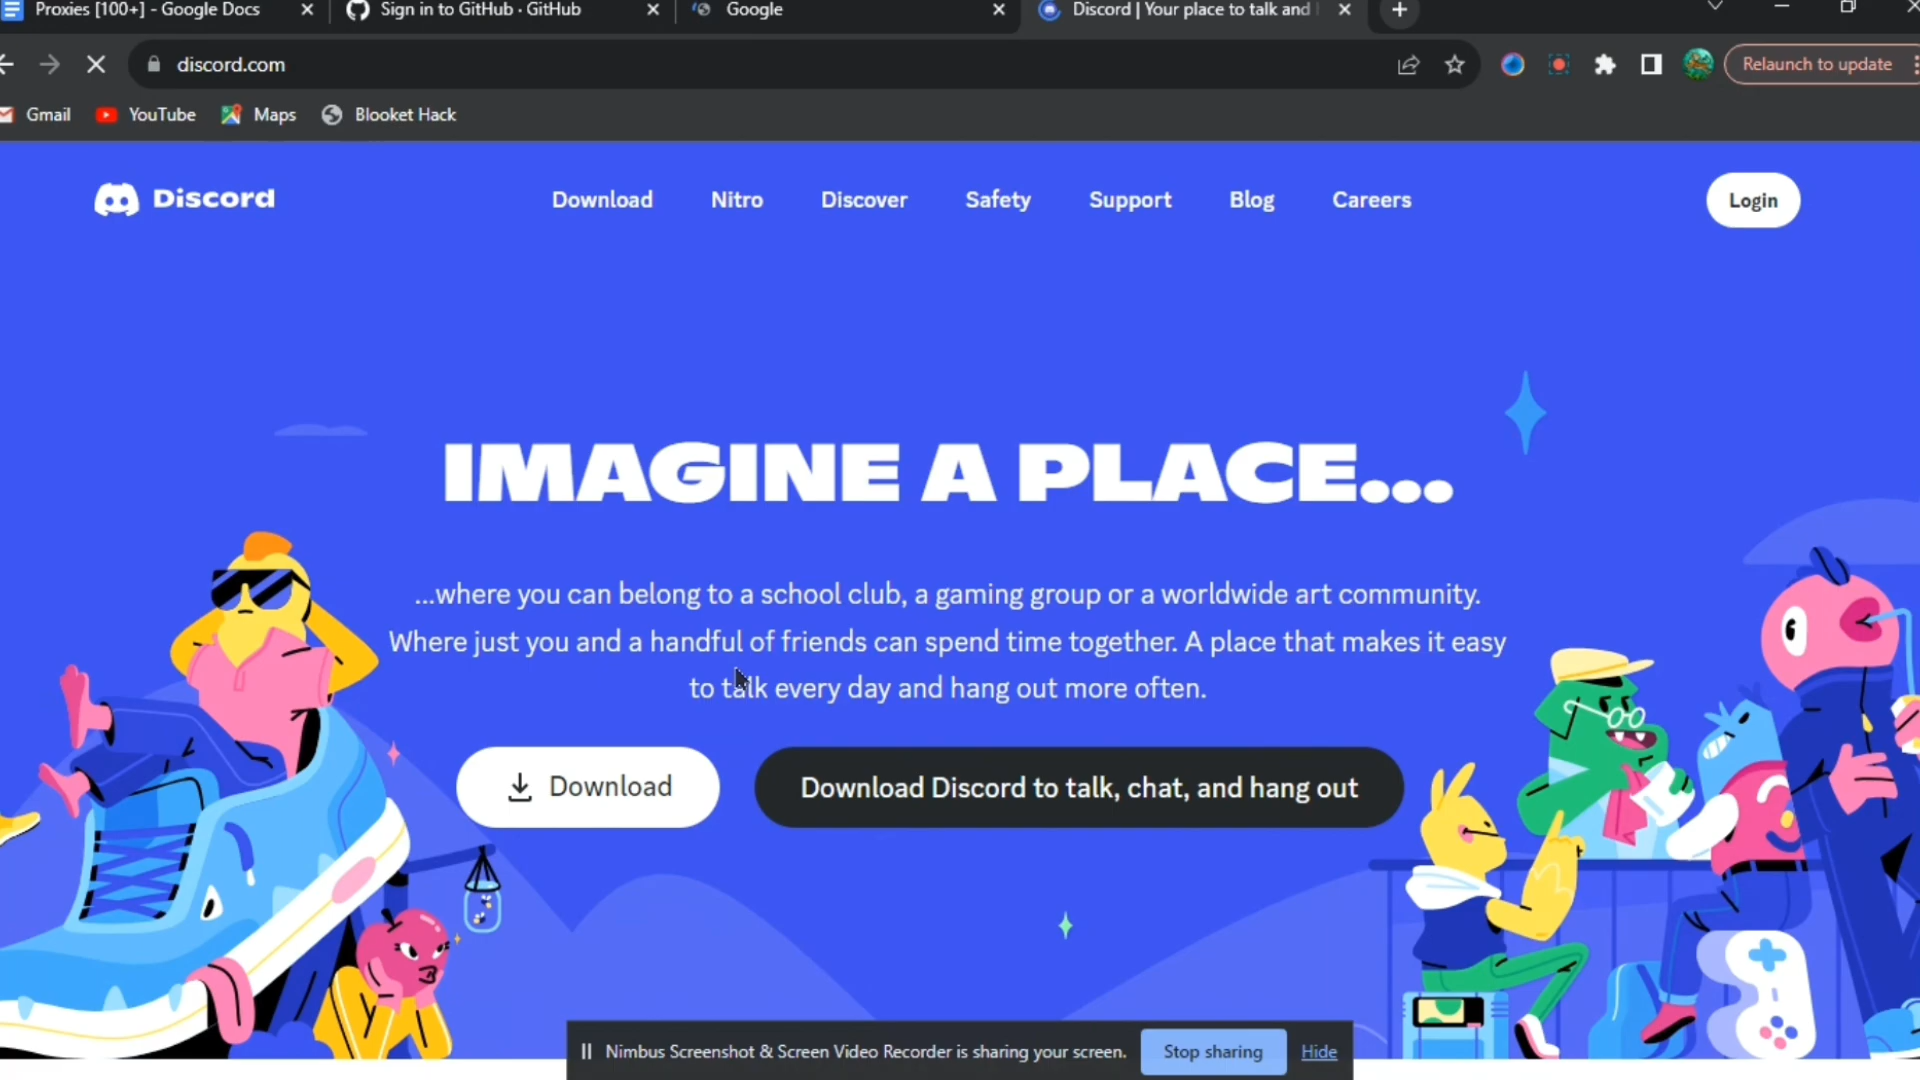 Proxies [100+] - Google Docs
Sign in to GitHub · GitHub
Google
Discord | Your place to talk and
discord.com
Relaunch to update
Gmail
YouTube
Maps
Blooket Hack
Discord
Download
Nitro
Discover
Safety
Support
Blog
Careers
Login
IMAGINE A PLACE...
...where you can belong to a school club, a gaming group or a worldwide art community.
Where just you and a handful of friends can spend time together. A place that makes it easy
to talk every day and hang out more often.
Download
Download Discord to talk, chat, and hang out
Nimbus Screenshot & Screen Video Recorder is sharing your screen.
Stop sharing
Hide